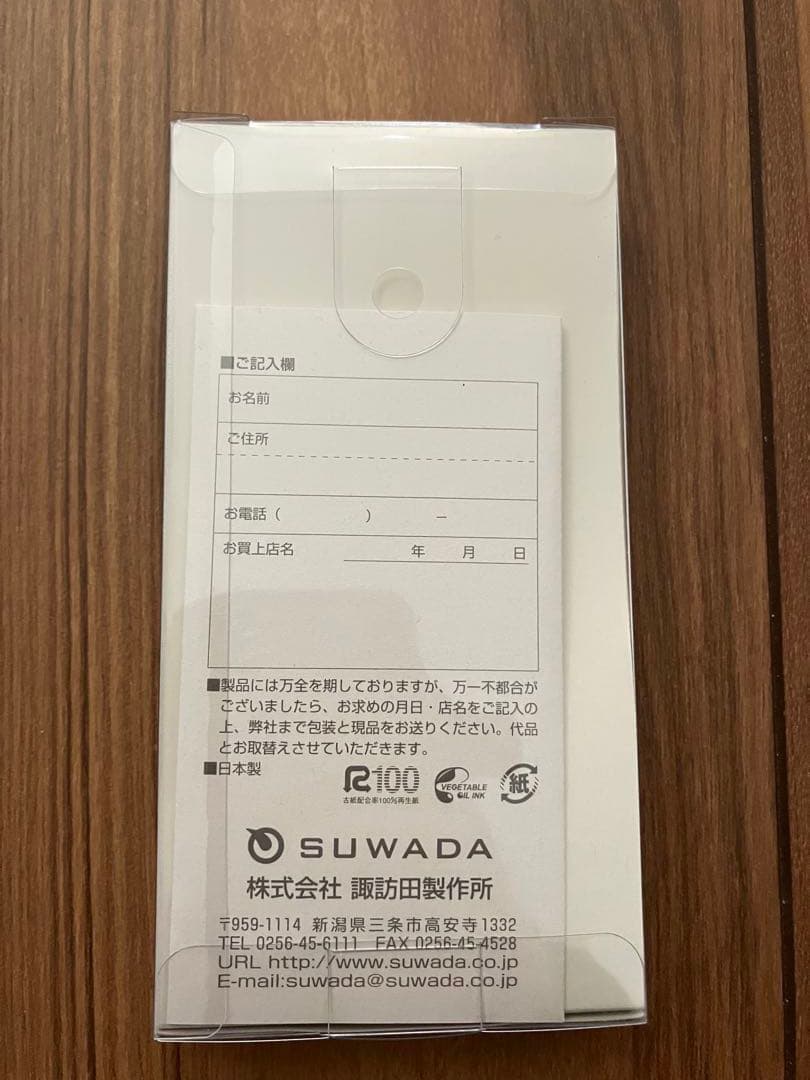 ■ご記入欄
お名前
ご住所
お電話（　　　）　　－
お買上店名
年　月　日
■製品には万全を期しておりますが、万一不都合が
ございましたら、お求めの月日・店名をご記入の
上、弊社まで包装と現品をお送りください。代品
とお取替えさせていただきます。
■日本製
R100
古紙配合率100%再生紙
VEGETABLE
OIL INK
紙
SUWADA
株式会社 諏訪田製作所
〒959-1114 新潟県三条市高安寺1332
TEL 0256-45-6111 FAX 0256-45-4528
URL http://www.suwada.co.jp
E-mail:suwada@suwada.co.jp